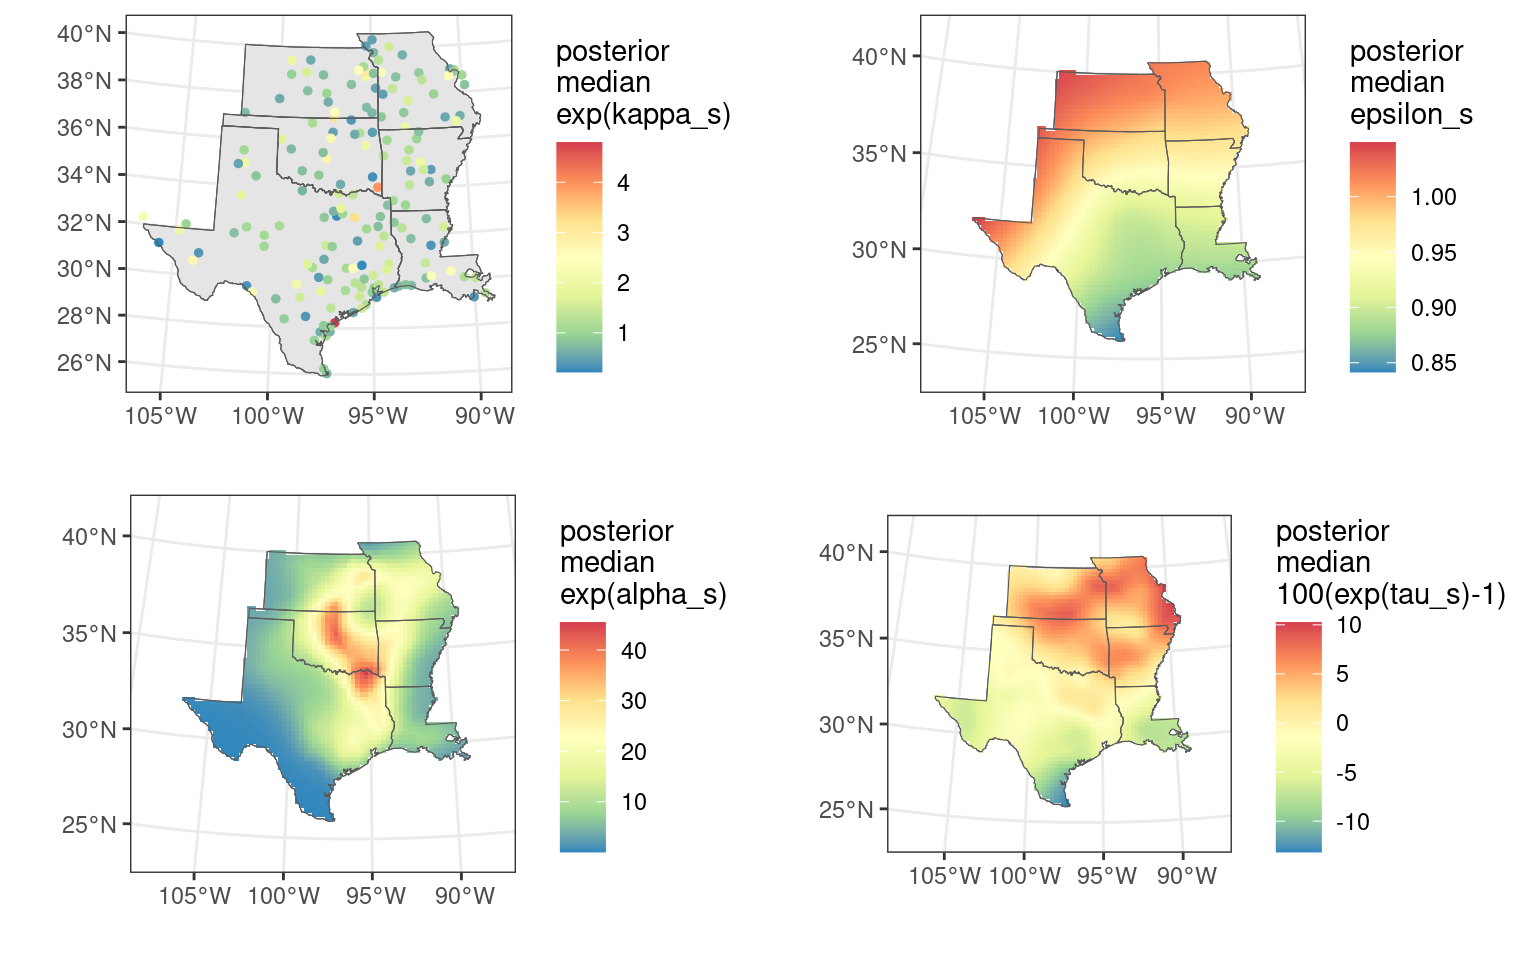 40°N
38°N
36°N
34°N
32°N
30°N
28°N
26°N
105°W 100°W 95°W 90°W
posterior
median
exp(kappa_s)
4
3
2
1
40°N
35°N
30°N
25°N
105°W 100°W 95°W 90°W
posterior
median
epsilon_s
1.00
0.95
0.90
0.85
40°N
35°N
30°N
25°N
105°W 100°W 95°W 90°W
posterior
median
exp(alpha_s)
40
30
20
10
40°N
35°N
30°N
25°N
105°W 100°W 95°W 90°W
posterior
median
100(exp(tau_s)-1)
10
5
0
-5
-10